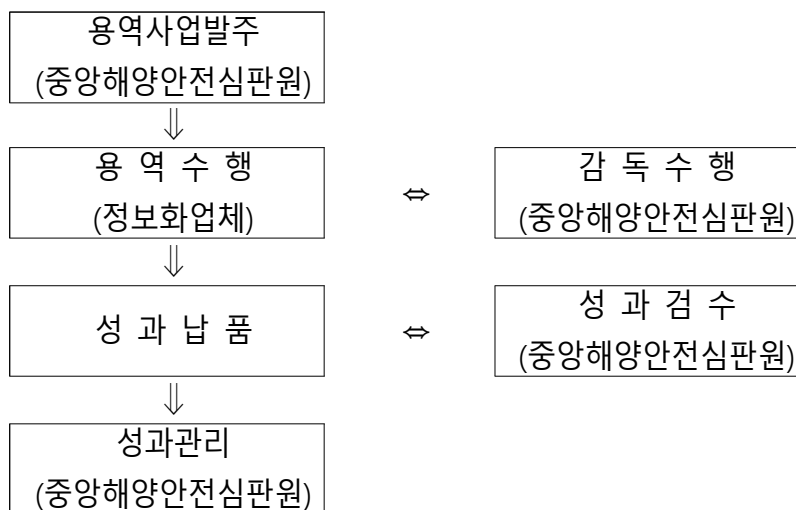 용역사업발주
(중앙해양안전심판원)
⇓
용 역 수 행
(정보화업체)
⇔
감 독 수 행
(중앙해양안전심판원)
⇓
성 과 납 품
⇔
성 과 검 수
(중앙해양안전심판원)
⇓
성과관리
(중앙해양안전심판원)